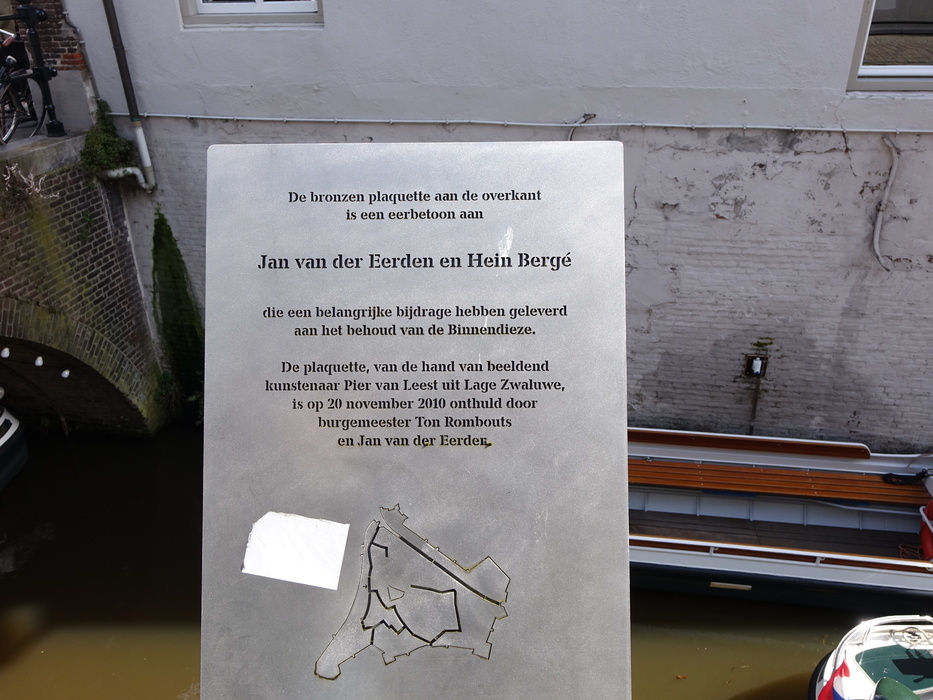 De bronzen plaquette aan de overkant
is een eerbetoon aan
Jan van der Eerden en Hein Bergé
die een belangrijke bijdrage hebben geleverd
aan het behoud van de Binnendieze.
De plaquette, van de hand van beeldend
kunstenaar Pier van Leest uit Lage Zwaluwe,
is op 20 november 2010 onthuld door
burgemeester Ton Rombouts
en Jan van der Eerden.